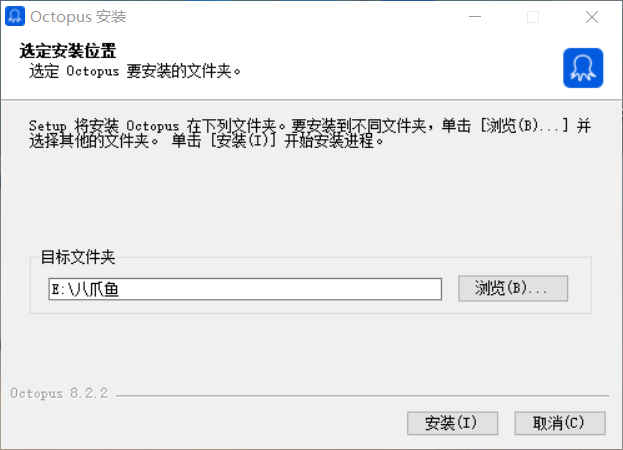 Octopus 安装
选定安装位置
选定 Octopus 要安装的文件夹。
Setup 将安装 Octopus 在下列文件夹。要安装到不同文件夹，单击 [浏览(B)...] 并
选择其他的文件夹。 单击 [安装(I)] 开始安装进程。
目标文件夹
E:\八爪鱼
浏览(B)...
Octopus 8.2.2
安装(I)
取消(C)